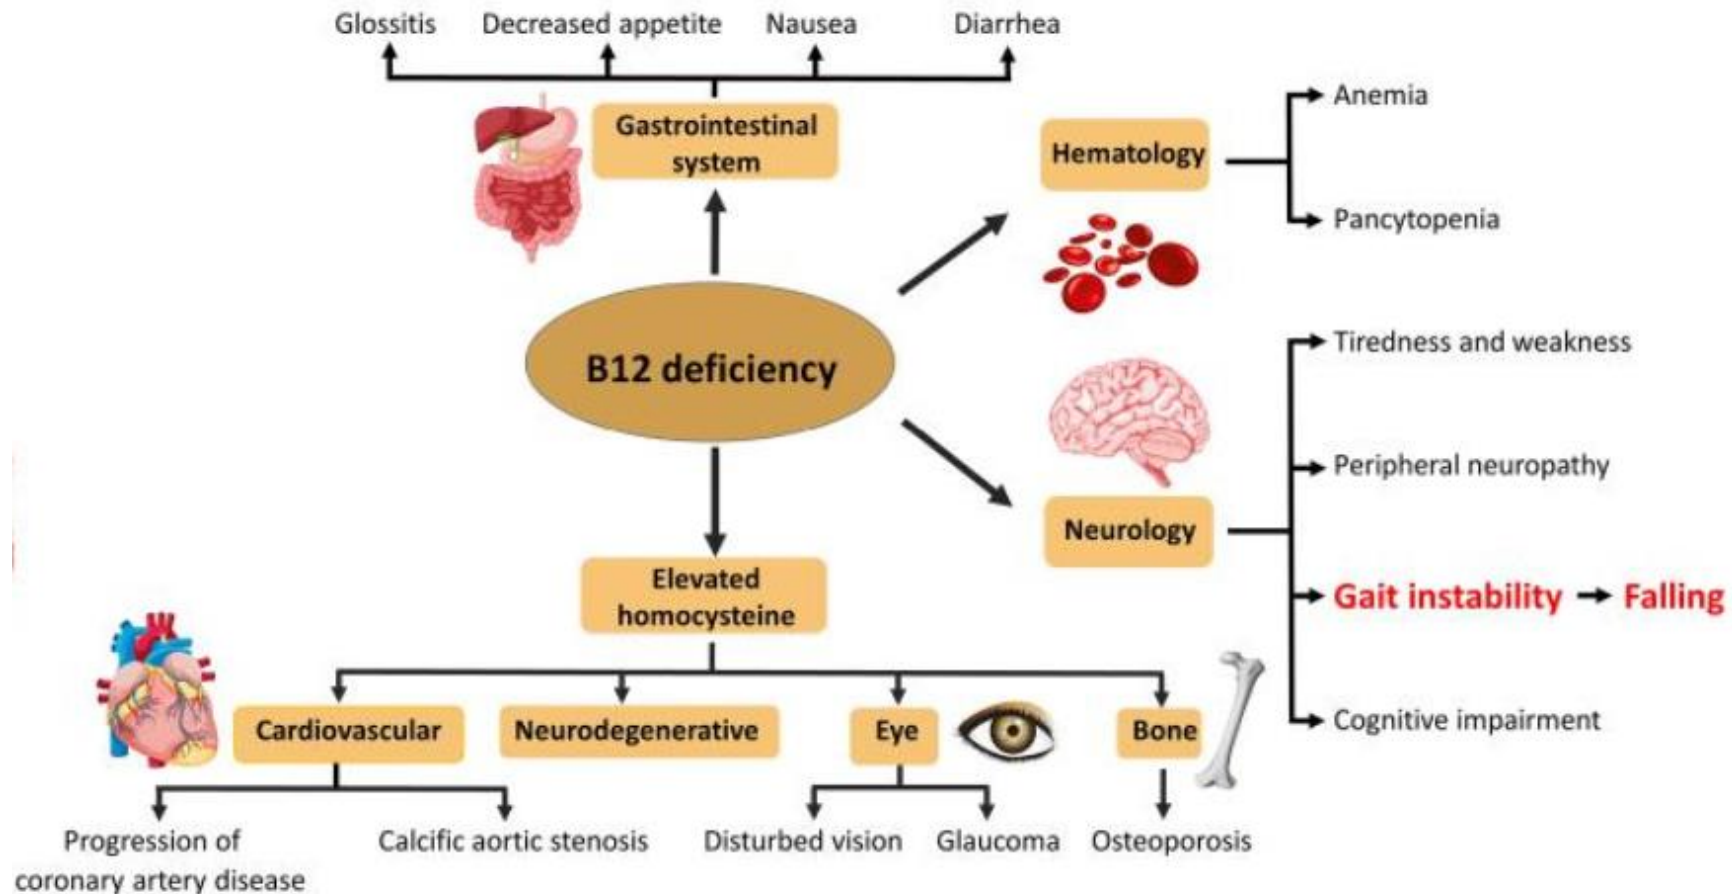 Glossitis
Decreased appetite
Nausea
Diarrhea
Gastrointestinal
system
Hematology
Anemia
Pancytopenia
B12 deficiency
Tiredness and weakness
Peripheral neuropathy
Neurology
Gait instability
Falling
Cognitive impairment
Elevated
homocysteine
Cardiovascular
Neurodegenerative
Eye
Bone
Progression of
coronary artery disease
Calcific aortic stenosis
Disturbed vision
Glaucoma
Osteoporosis